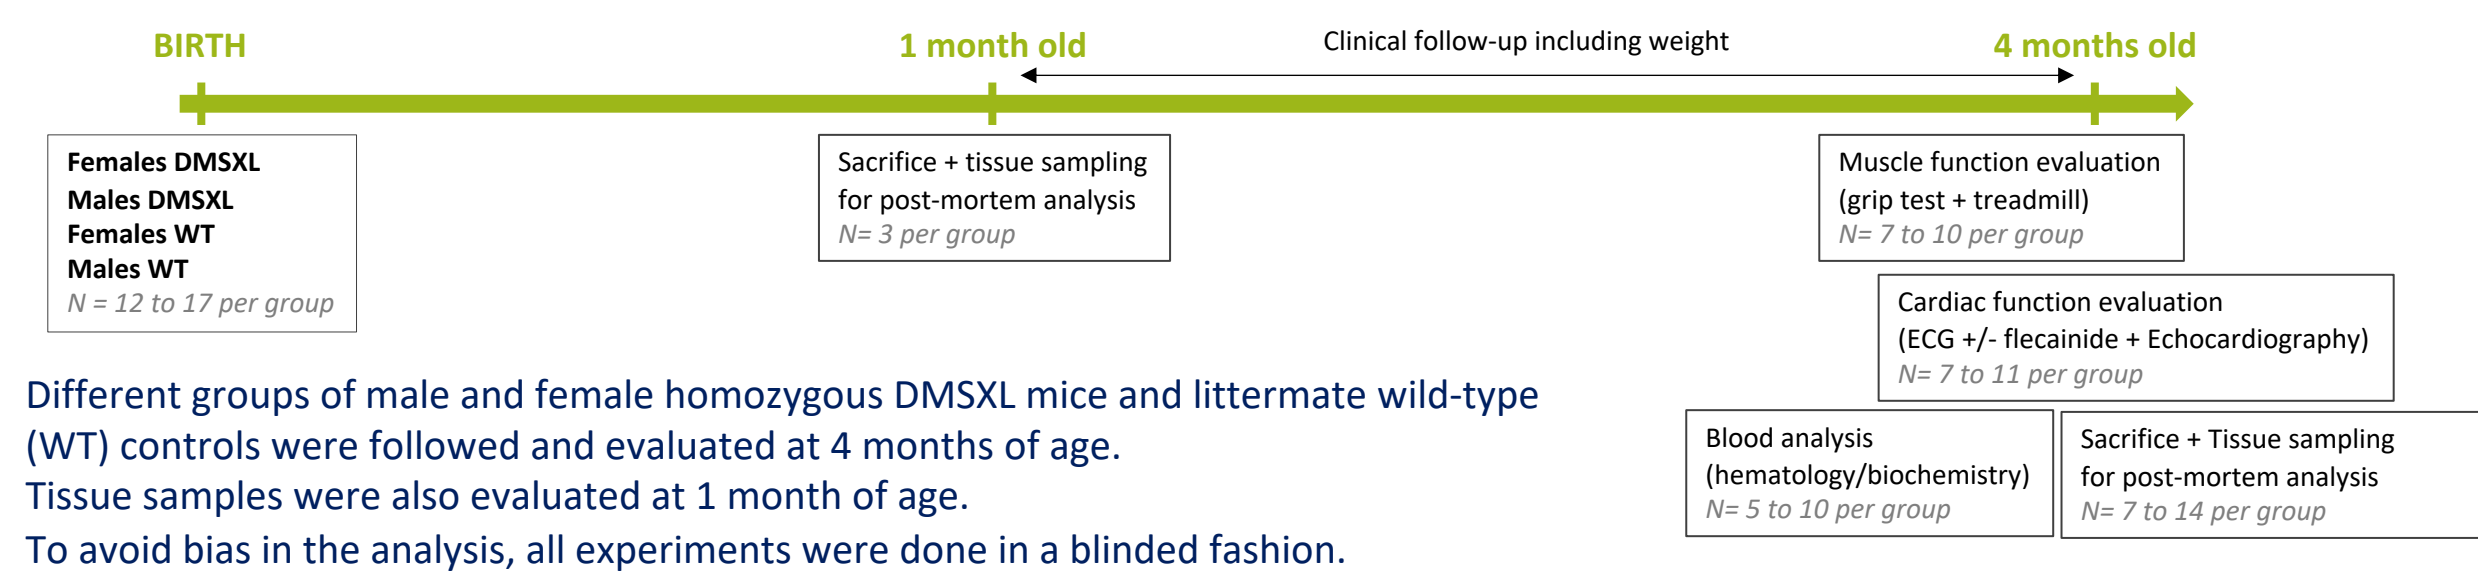 BIRTH
1 month old
Clinical follow-up including weight
4 months old
Females DMSXL
Males DMSXL
Females WT
Males WT
N = 12 to 17 per group
Sacrifice + tissue sampling
for post-mortem analysis
N= 3 per group
Muscle function evaluation
(grip test + treadmill)
N= 7 to 10 per group
Cardiac function evaluation
(ECG +/- flecainide + Echocardiography)
N= 7 to 11 per group
Blood analysis
(hematology/biochemistry)
N= 5 to 10 per group
Sacrifice + Tissue sampling
for post-mortem analysis
N= 7 to 14 per group
Different groups of male and female homozygous DMSXL mice and littermate wild-type
(WT) controls were followed and evaluated at 4 months of age.
Tissue samples were also evaluated at 1 month of age.
To avoid bias in the analysis, all experiments were done in a blinded fashion.